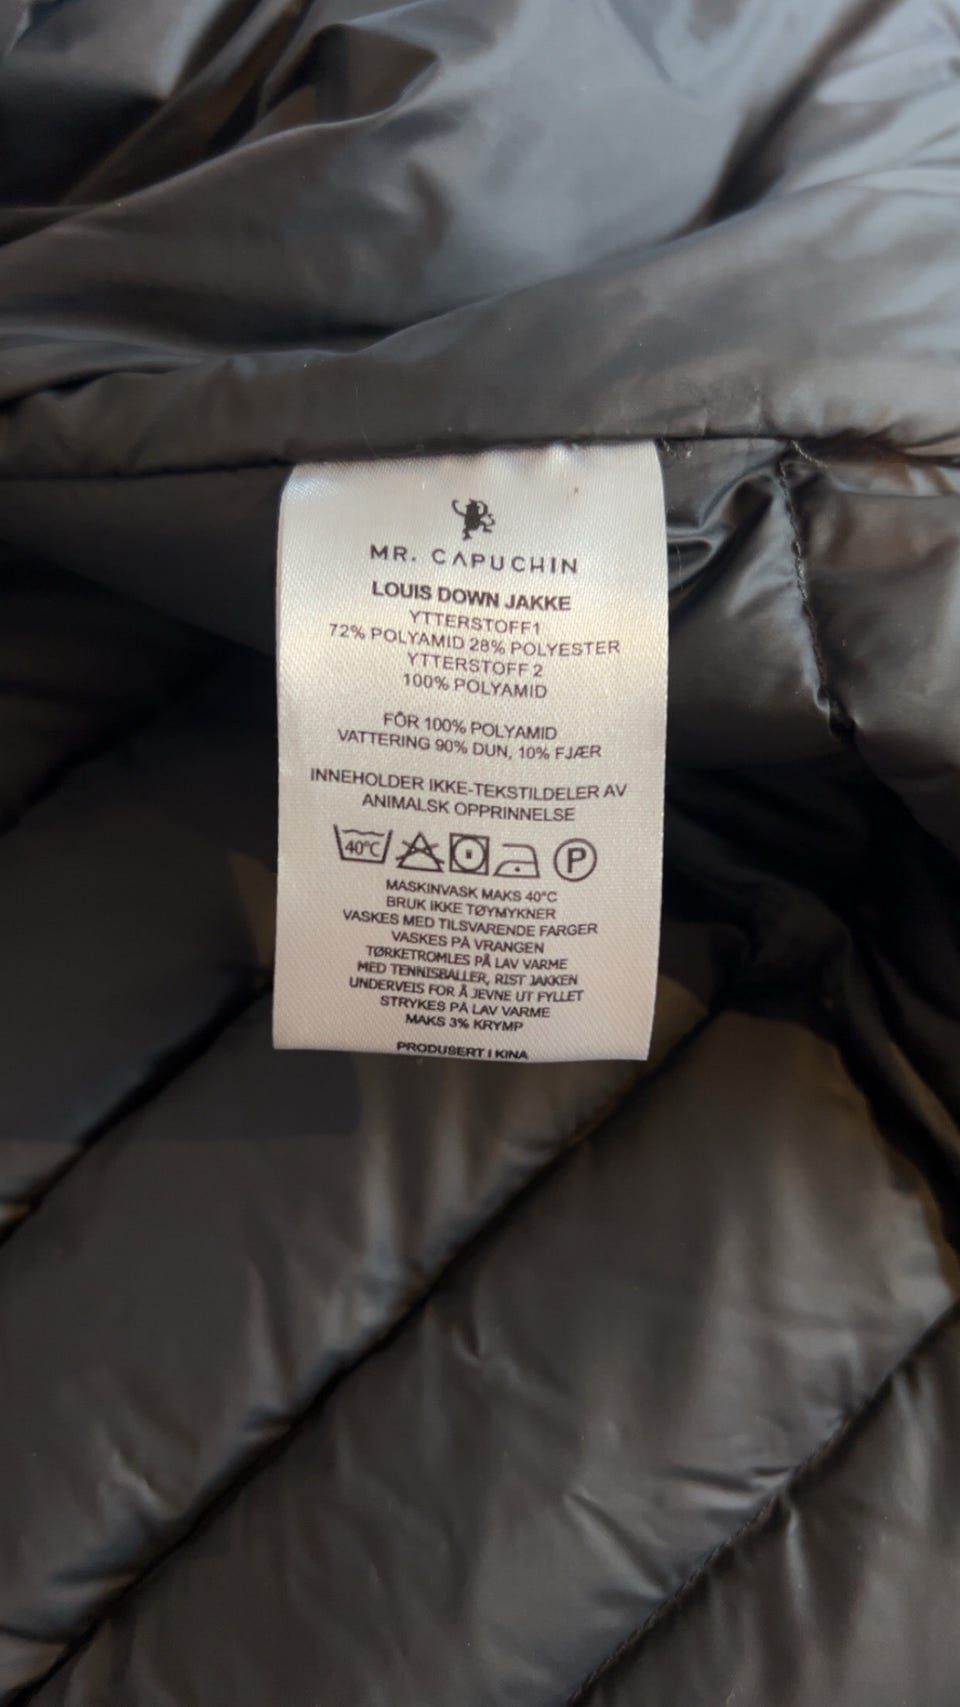 MR. CAPUCHIN
LOUIS DOWN JAKKE
YTTERSTOFF1
72% POLYAMID 28% POLYESTER
YTTERSTOFF 2
100% POLYAMID
FÔR 100% POLYAMID
VATTERING 90% DUN, 10% FJÆR
INNEHOLDER IKKE-TEKSTILDELER AV
ANIMALSK OPPRINNELSE
40°C P
MASKINVASK MAKS 40°C
BRUK IKKE TØYMYKNER
VASKES MED TILSVARENDE FARGER
VASKES PÅ VRANGEN
TØRKETROMLES PÅ LAV VARME
MED TENNISBALLER, RIST JAKKEN
UNDERVEIS FOR Å JEVNE UT FYLLET
STRYKES PÅ LAV VARME
MAKS 3% KRYMP
PRODUSERT I KINA